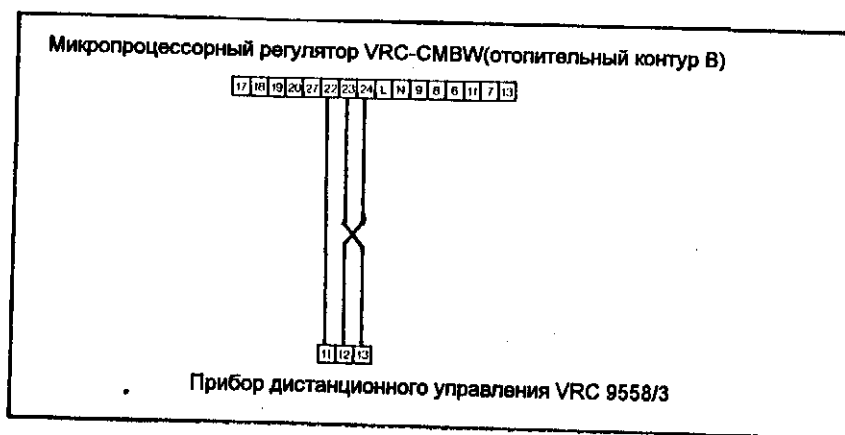 Микропроцессорный регулятор VRC-CMBW(отопительный контур В)
17 18 19 20 27 22 23 24 L N 9 8 6 11 7 13
11 12 13
Прибор дистанционного управления VRC 9558/3